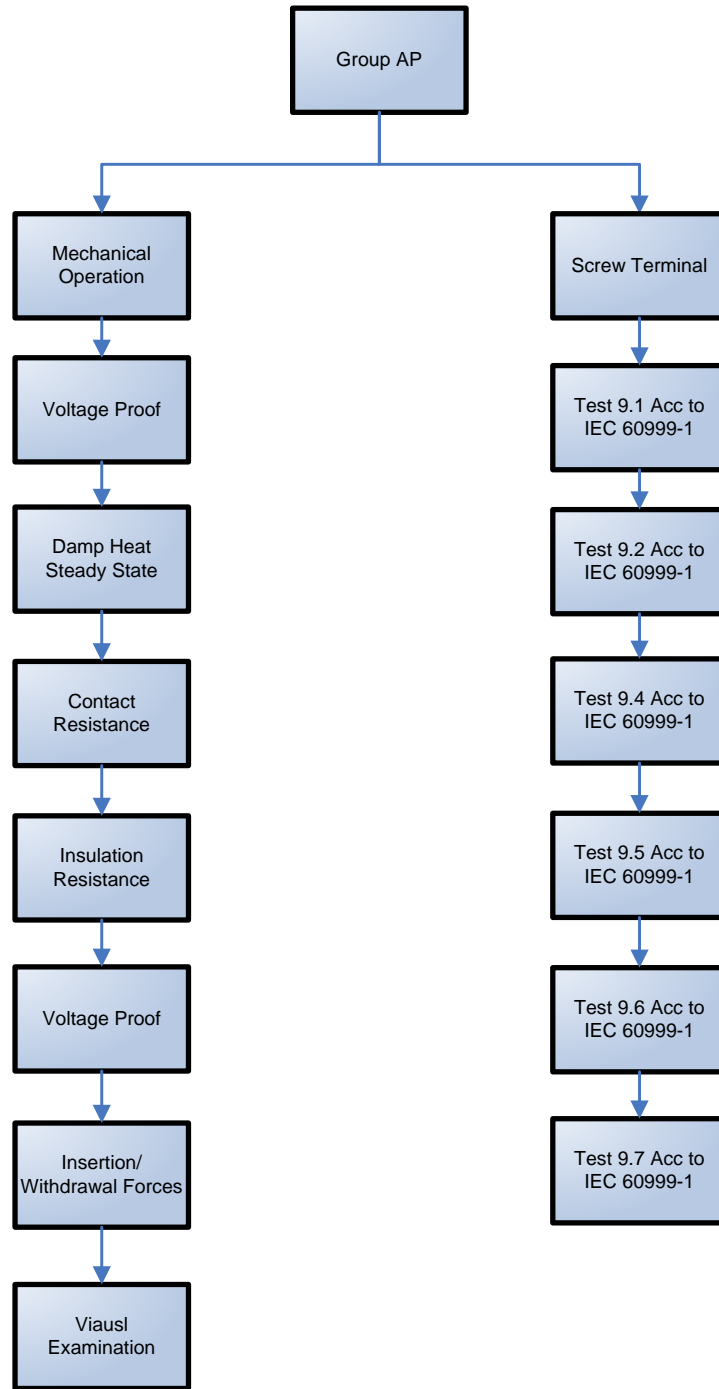 Group AP
Mechanical
Operation
Voltage Proof
Damp Heat
Steady State
Contact
Resistance
Insulation
Resistance
Voltage Proof
Insertion/
Withdrawal Forces
Viausl
Examination
Screw Terminal
Test 9.1 Acc to
IEC 60999-1
Test 9.2 Acc to
IEC 60999-1
Test 9.4 Acc to
IEC 60999-1
Test 9.5 Acc to
IEC 60999-1
Test 9.6 Acc to
IEC 60999-1
Test 9.7 Acc to
IEC 60999-1